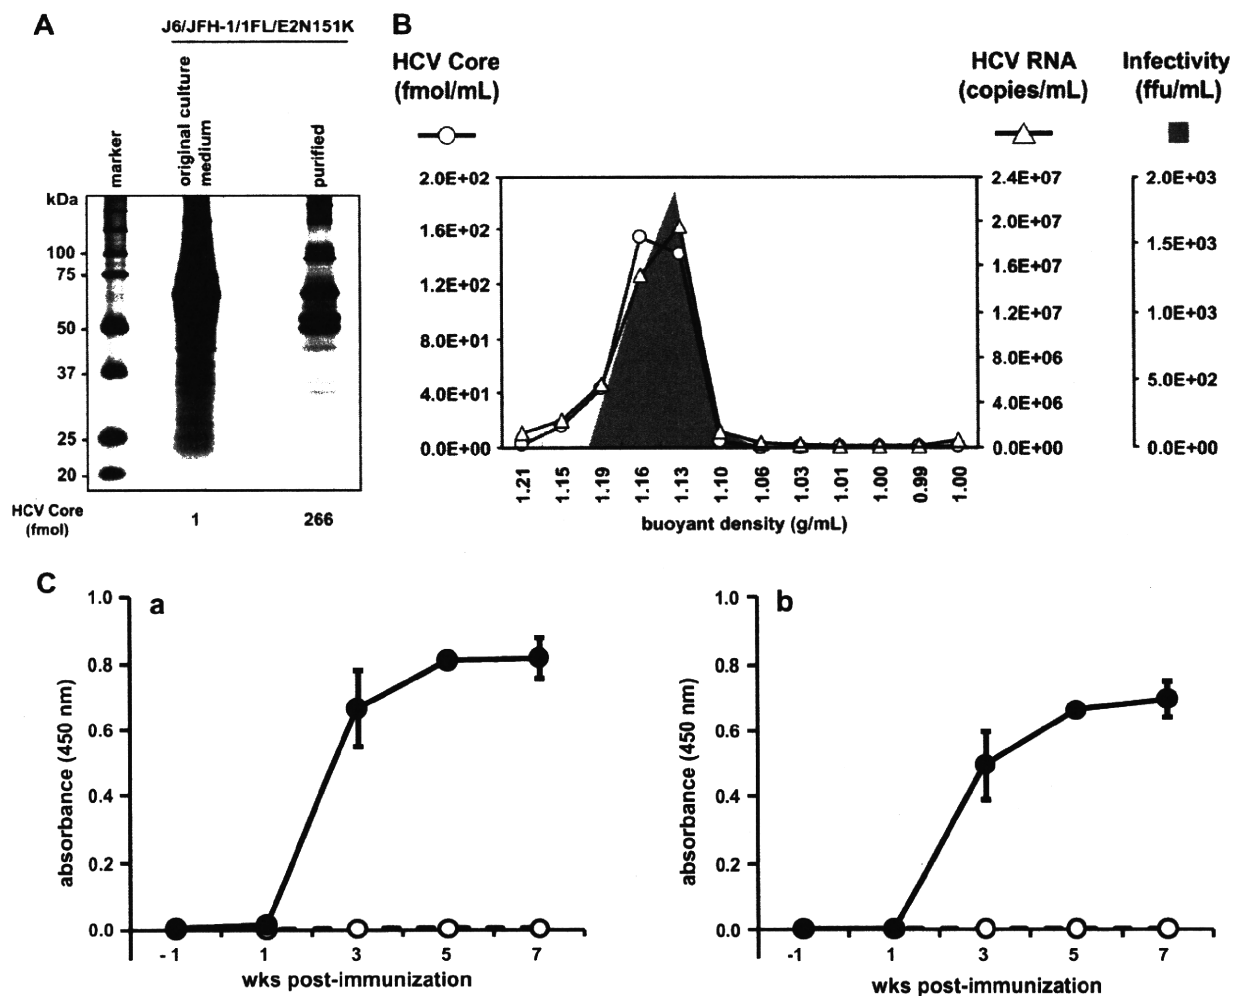 A
J6/JFH-1/1FL/E2N151K
marker
original culture
medium
purified
kDa
100
75
50
37
25
20
HCV Core
(fmol)
1
266
B
HCV Core
(fmol/mL)
HCV RNA
(copies/mL)
Infectivity
(ffu/mL)
2.0E+02
1.6E+02
1.2E+02
8.0E+01
4.0E+01
0.0E+00
2.4E+07
2.0E+07
1.6E+07
1.2E+07
8.0E+06
4.0E+06
0.0E+00
2.0E+03
1.5E+03
1.0E+03
5.0E+02
0.0E+00
1.21
1.15
1.19
1.16
1.13
1.10
1.06
1.03
1.01
1.00
0.99
1.00
buoyant density (g/mL)
C
a
absorbance (450 nm)
1.0
0.8
0.6
0.4
0.2
0.0
-1 1 3 5 7
wks post-immunization
b
absorbance (450 nm)
1.0
0.8
0.6
0.4
0.2
0.0
-1 1 3 5 7
wks post-immunization